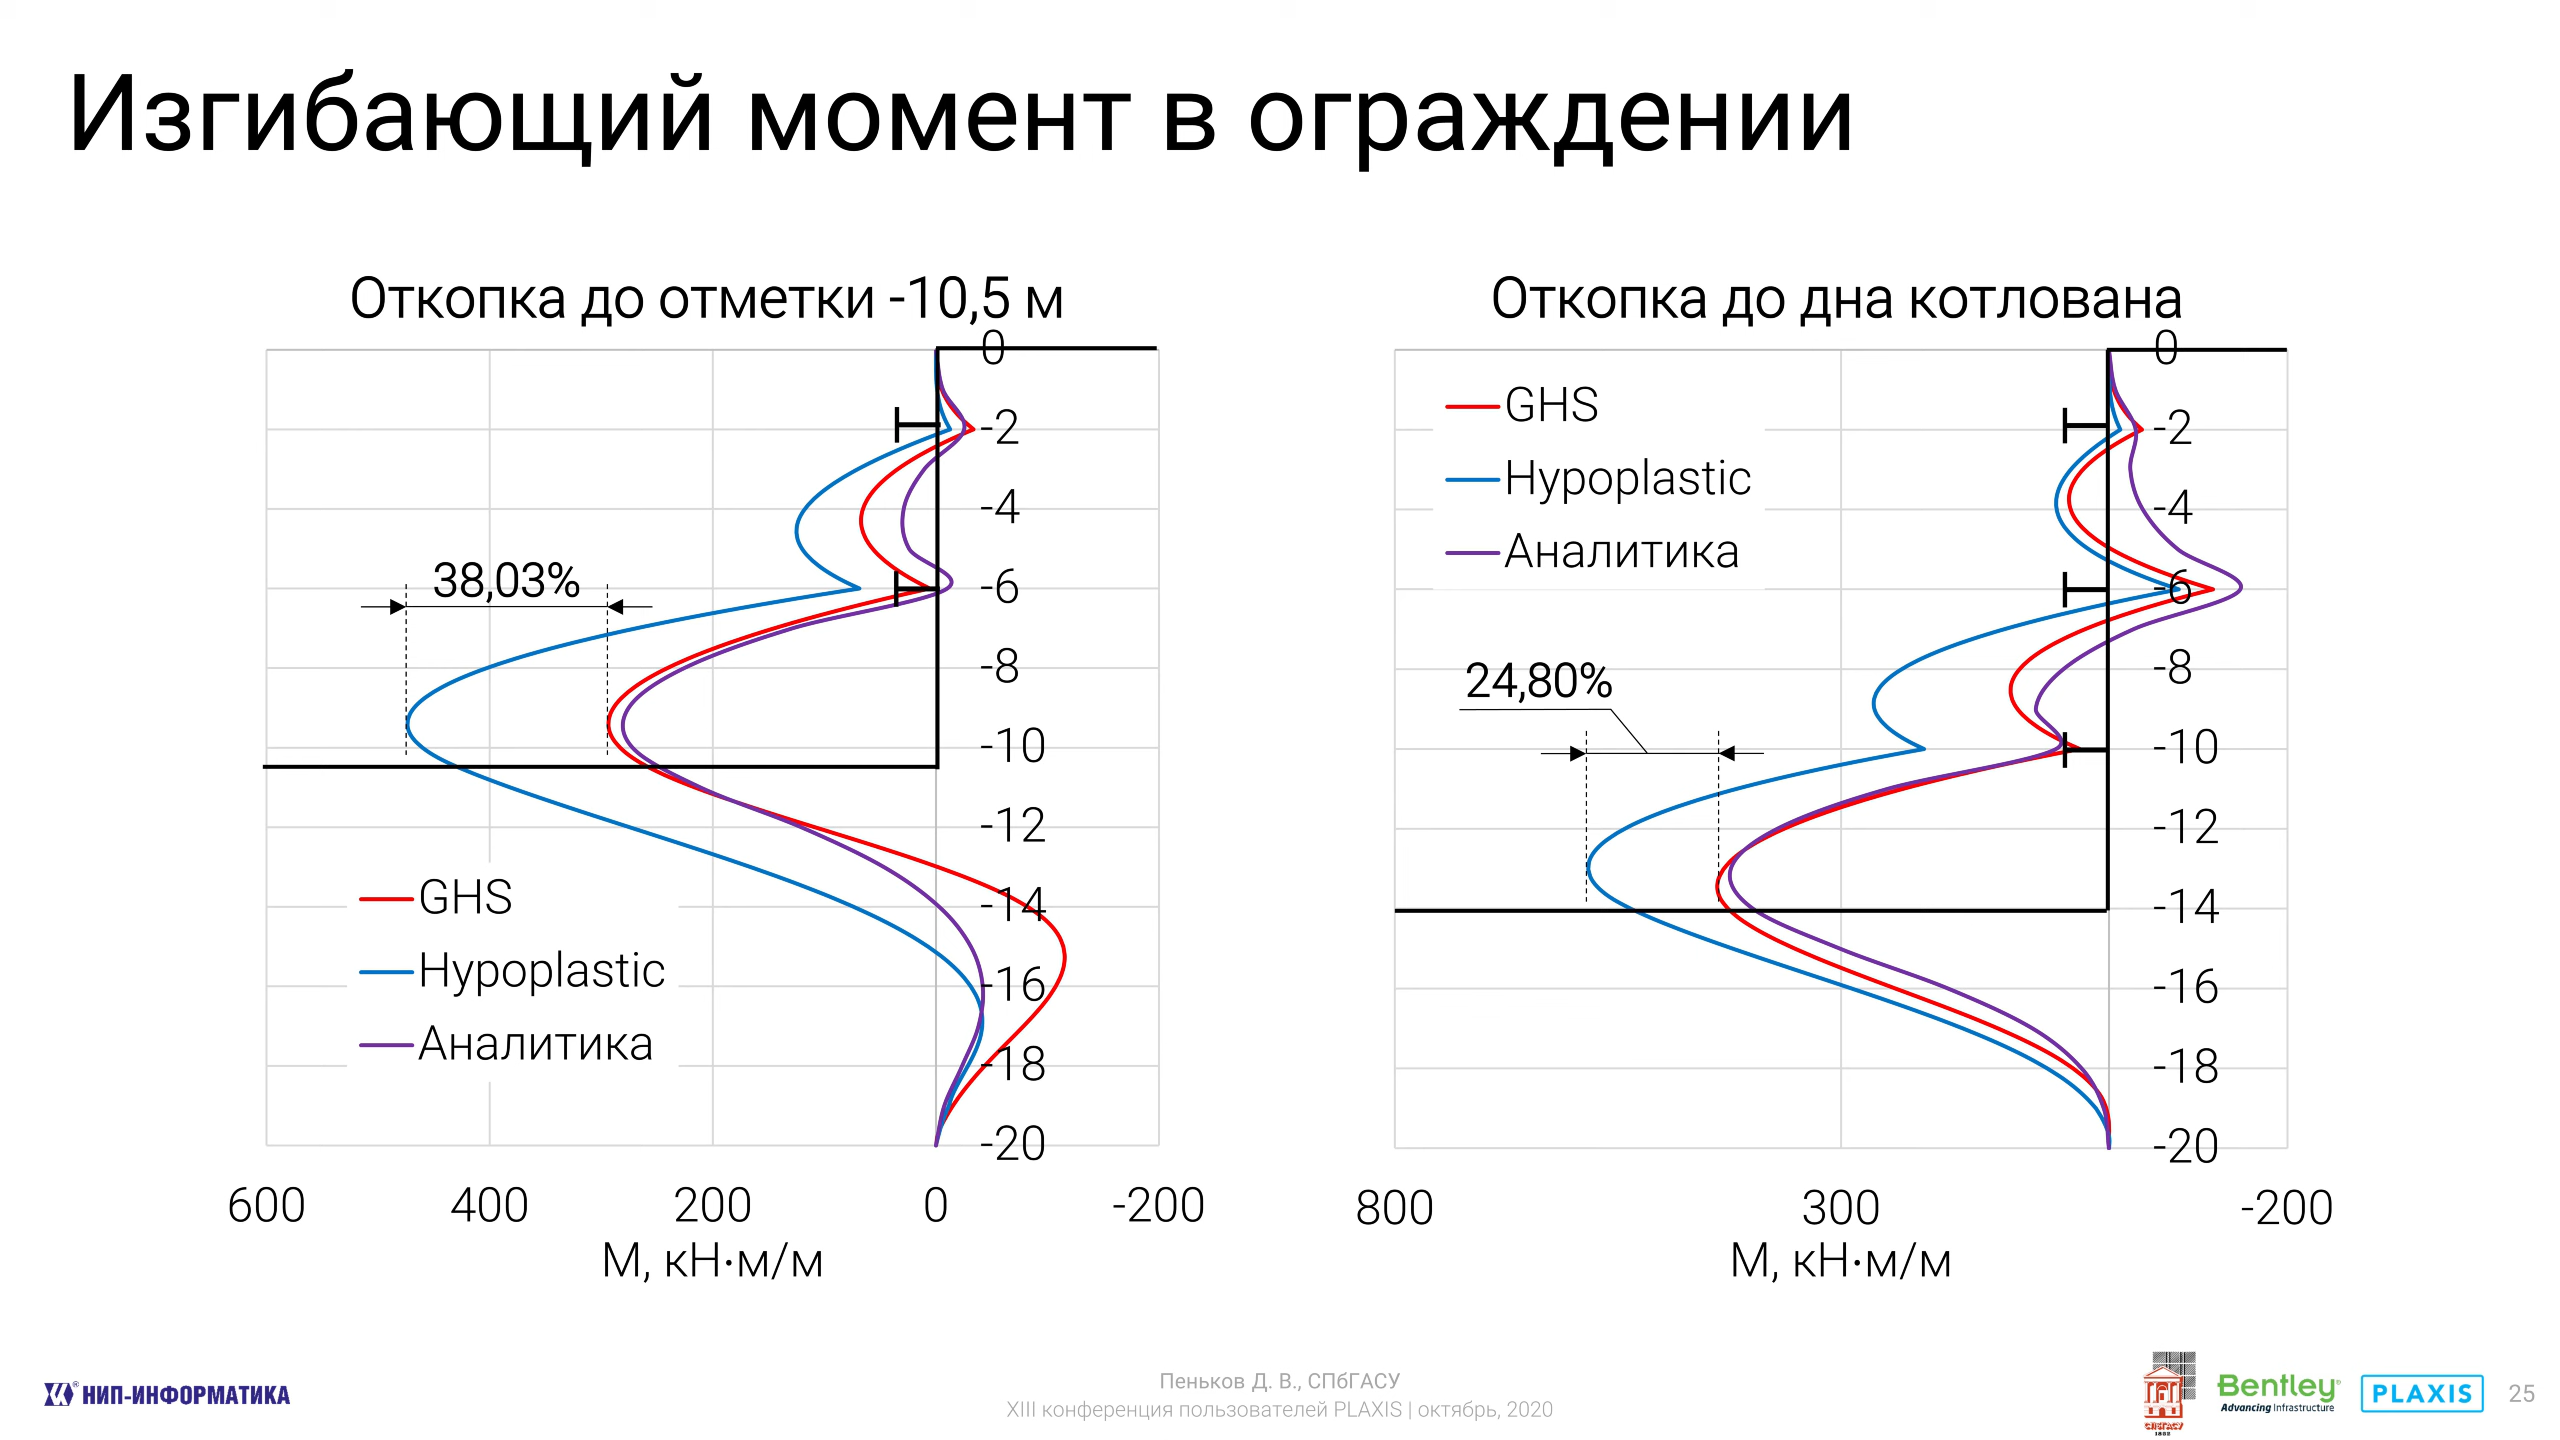 Изгибающий момент в ограждении
Откопка до отметки -10,5 м
0
-2
-4
-6
-8
-10
-12
-14
-16
-18
-20
38,03%
GHS
Hypoplastic
Аналитика
600 400 200 0 -200
М, кН·м/м
Откопка до дна котлована
0
-2
-4
-6
-8
-10
-12
-14
-16
-18
-20
GHS
Hypoplastic
Аналитика
24,80%
800 300 -200
М, кН·м/м
НИП-ИНФОРМАТИКА
Пеньков Д. В., СПбГАСУ
XIII конференция пользователей PLAXIS | октябрь, 2020
СПбГАСУ
1832
Bentley®
Advancing Infrastructure
PLAXIS
25